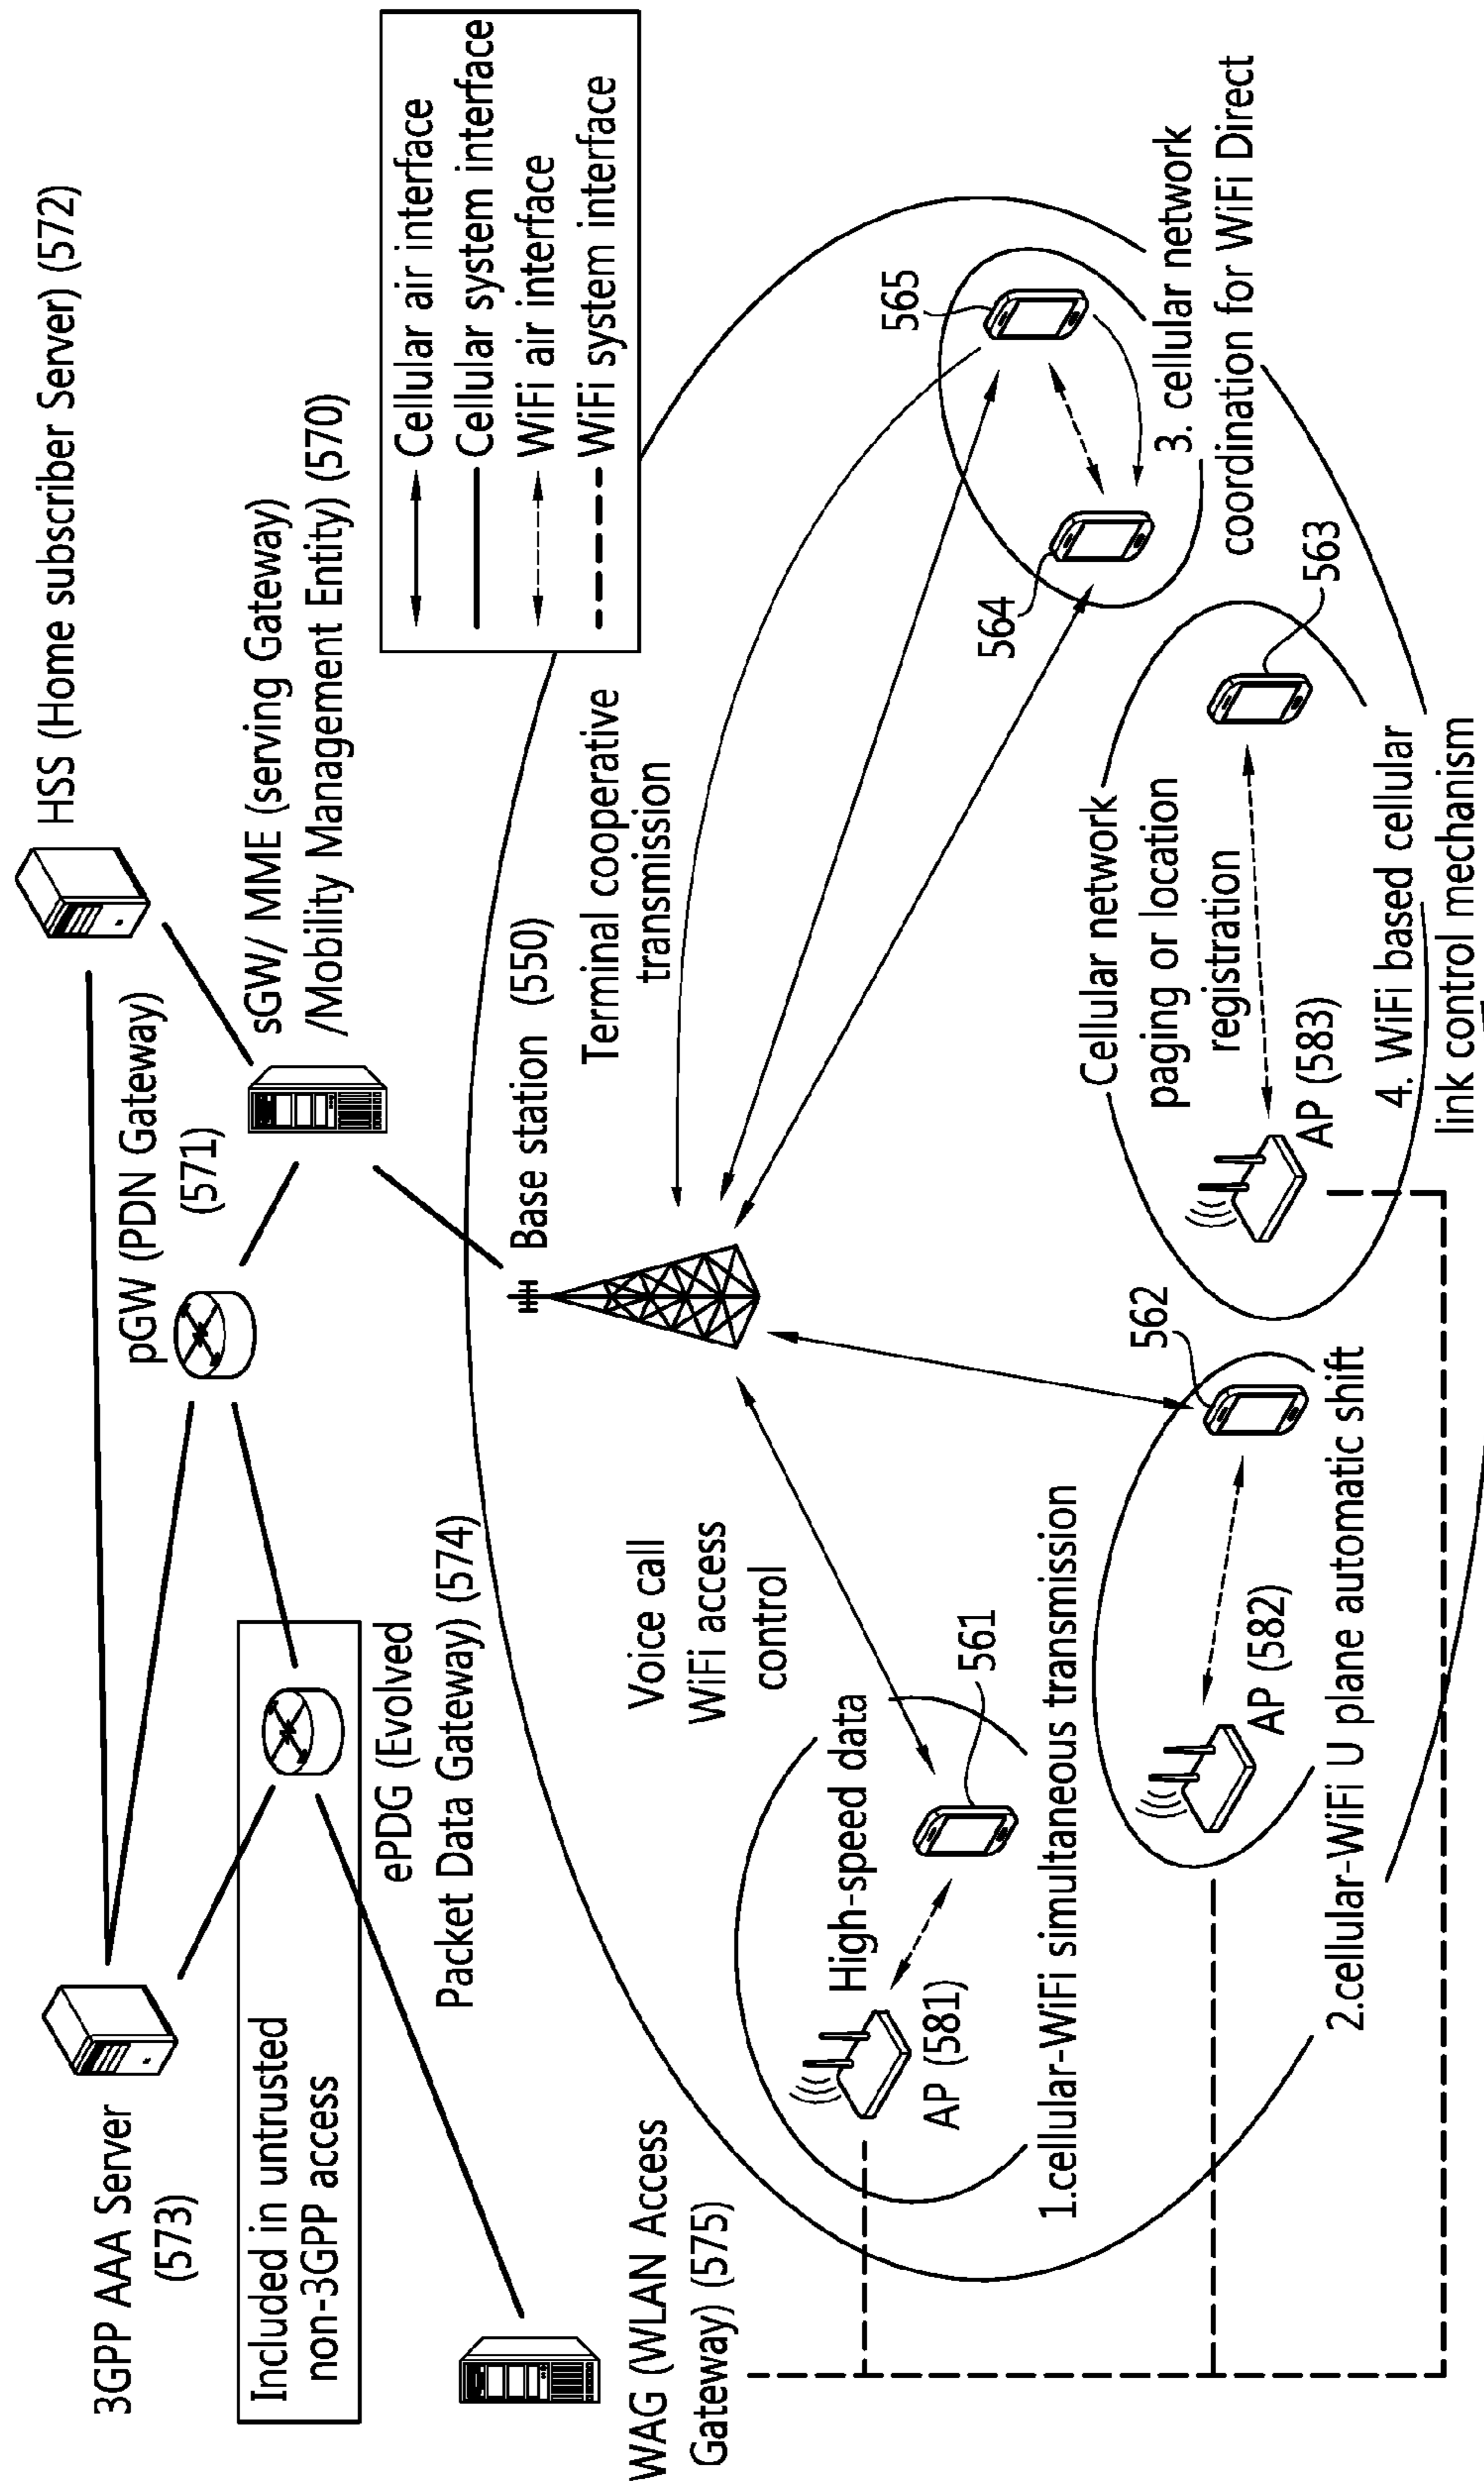 HSS (Home subscriber Server) (572)
3GPP AAA Server
(573)
pGW (PDN Gateway)
(571)
sGW/ MME (serving Gateway)
/Mobility Management Entity) (570)
Included in untrusted
non-3GPP access
ePDG (Evolved
Packet Data Gateway) (574)
Cellular air interface
Cellular system interface
WiFi air interface
WiFi system interface
WAG (WLAN Access
Gateway) (575)
Base station (550)
Terminal cooperative
transmission
Voice call
WiFi access
control
High-speed data
AP (581)
561
1.cellular-WiFi simultaneous transmission
562
AP (582)
2.cellular-WiFi U plane automatic shift
565
564
3. cellular network
coordination for WiFi Direct
Cellular network
paging or location
registration
563
AP (583)
4. WiFi based cellular
link control mechanism